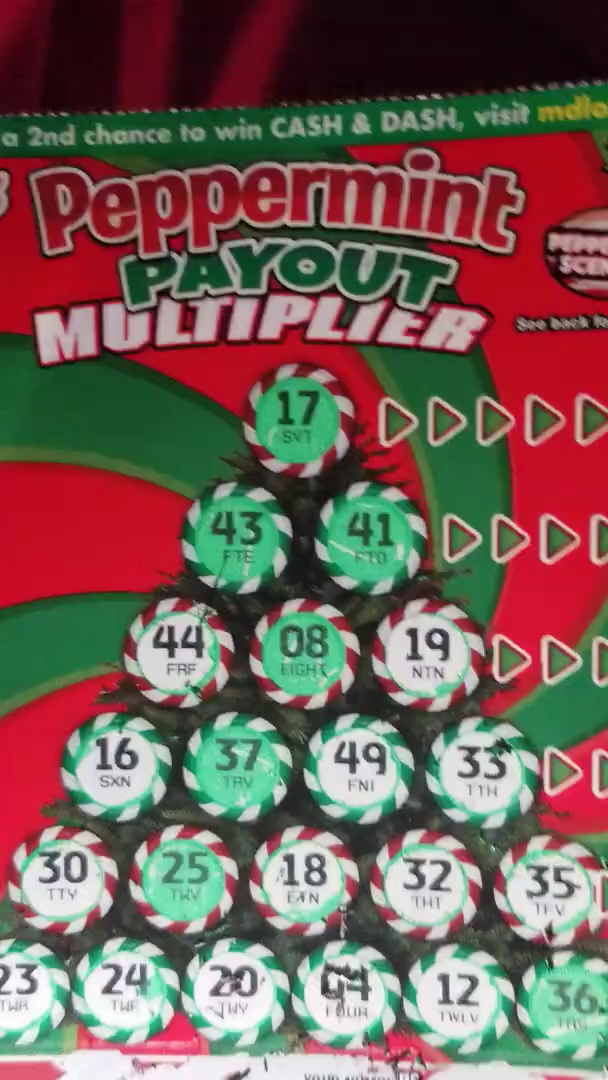 a 2nd chance to win CASH & DASH, visit mdlo
Peppermint
PAYOUT
MULTIPLIER
See back fo
17
SVT
43 41
FTE FTO
44 08 19
FRF EIGHT NTN
16 37 49 33
SXN TRV FNI TTH
30 25 18 32 35
TTY TWV ETN THT TFV
23 24 20 04 12 36
TWR TWF TWY FOUR TWLV